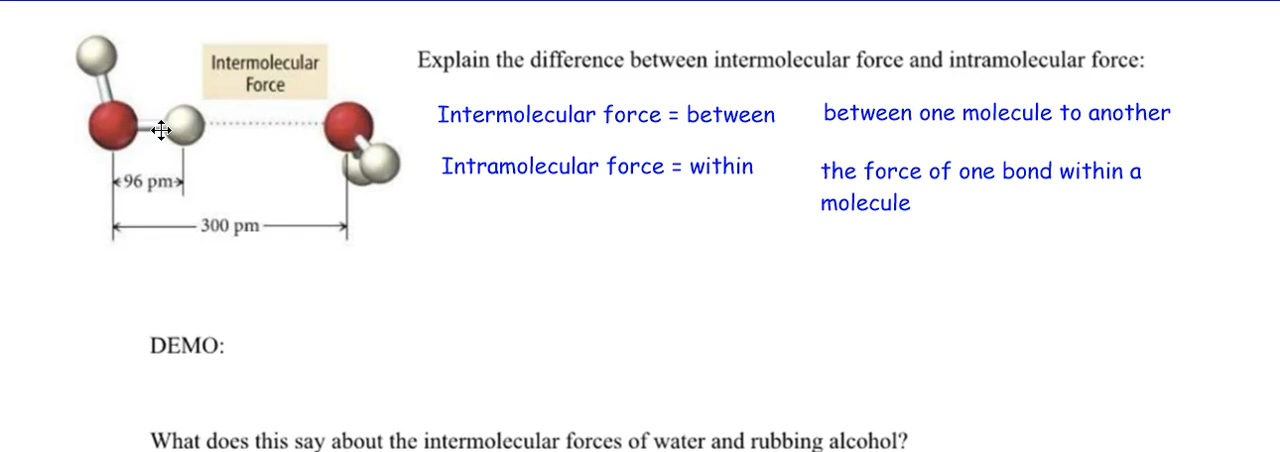 Intermolecular
Force
96 pm
300 pm
Explain the difference between intermolecular force and intramolecular force:
Intermolecular force = between
between one molecule to another
Intramolecular force = within
the force of one bond within a
molecule
DEMO:
What does this say about the intermolecular forces of water and rubbing alcohol?